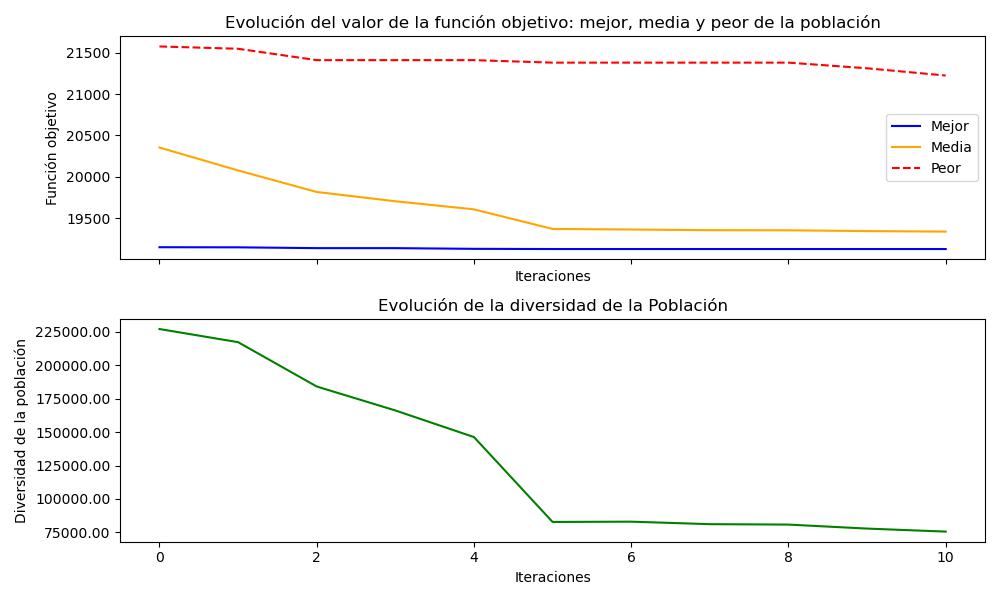 Evolución del valor de la función objetivo: mejor, media y peor de la población
21500
21000
20500
20000
19500
Función objetivo
Mejor
Media
Peor
Iteraciones
Evolución de la diversidad de la Población
225000.00
200000.00
175000.00
150000.00
125000.00
100000.00
75000.00
Diversidad de la población
0 2 4 6 8 10
Iteraciones